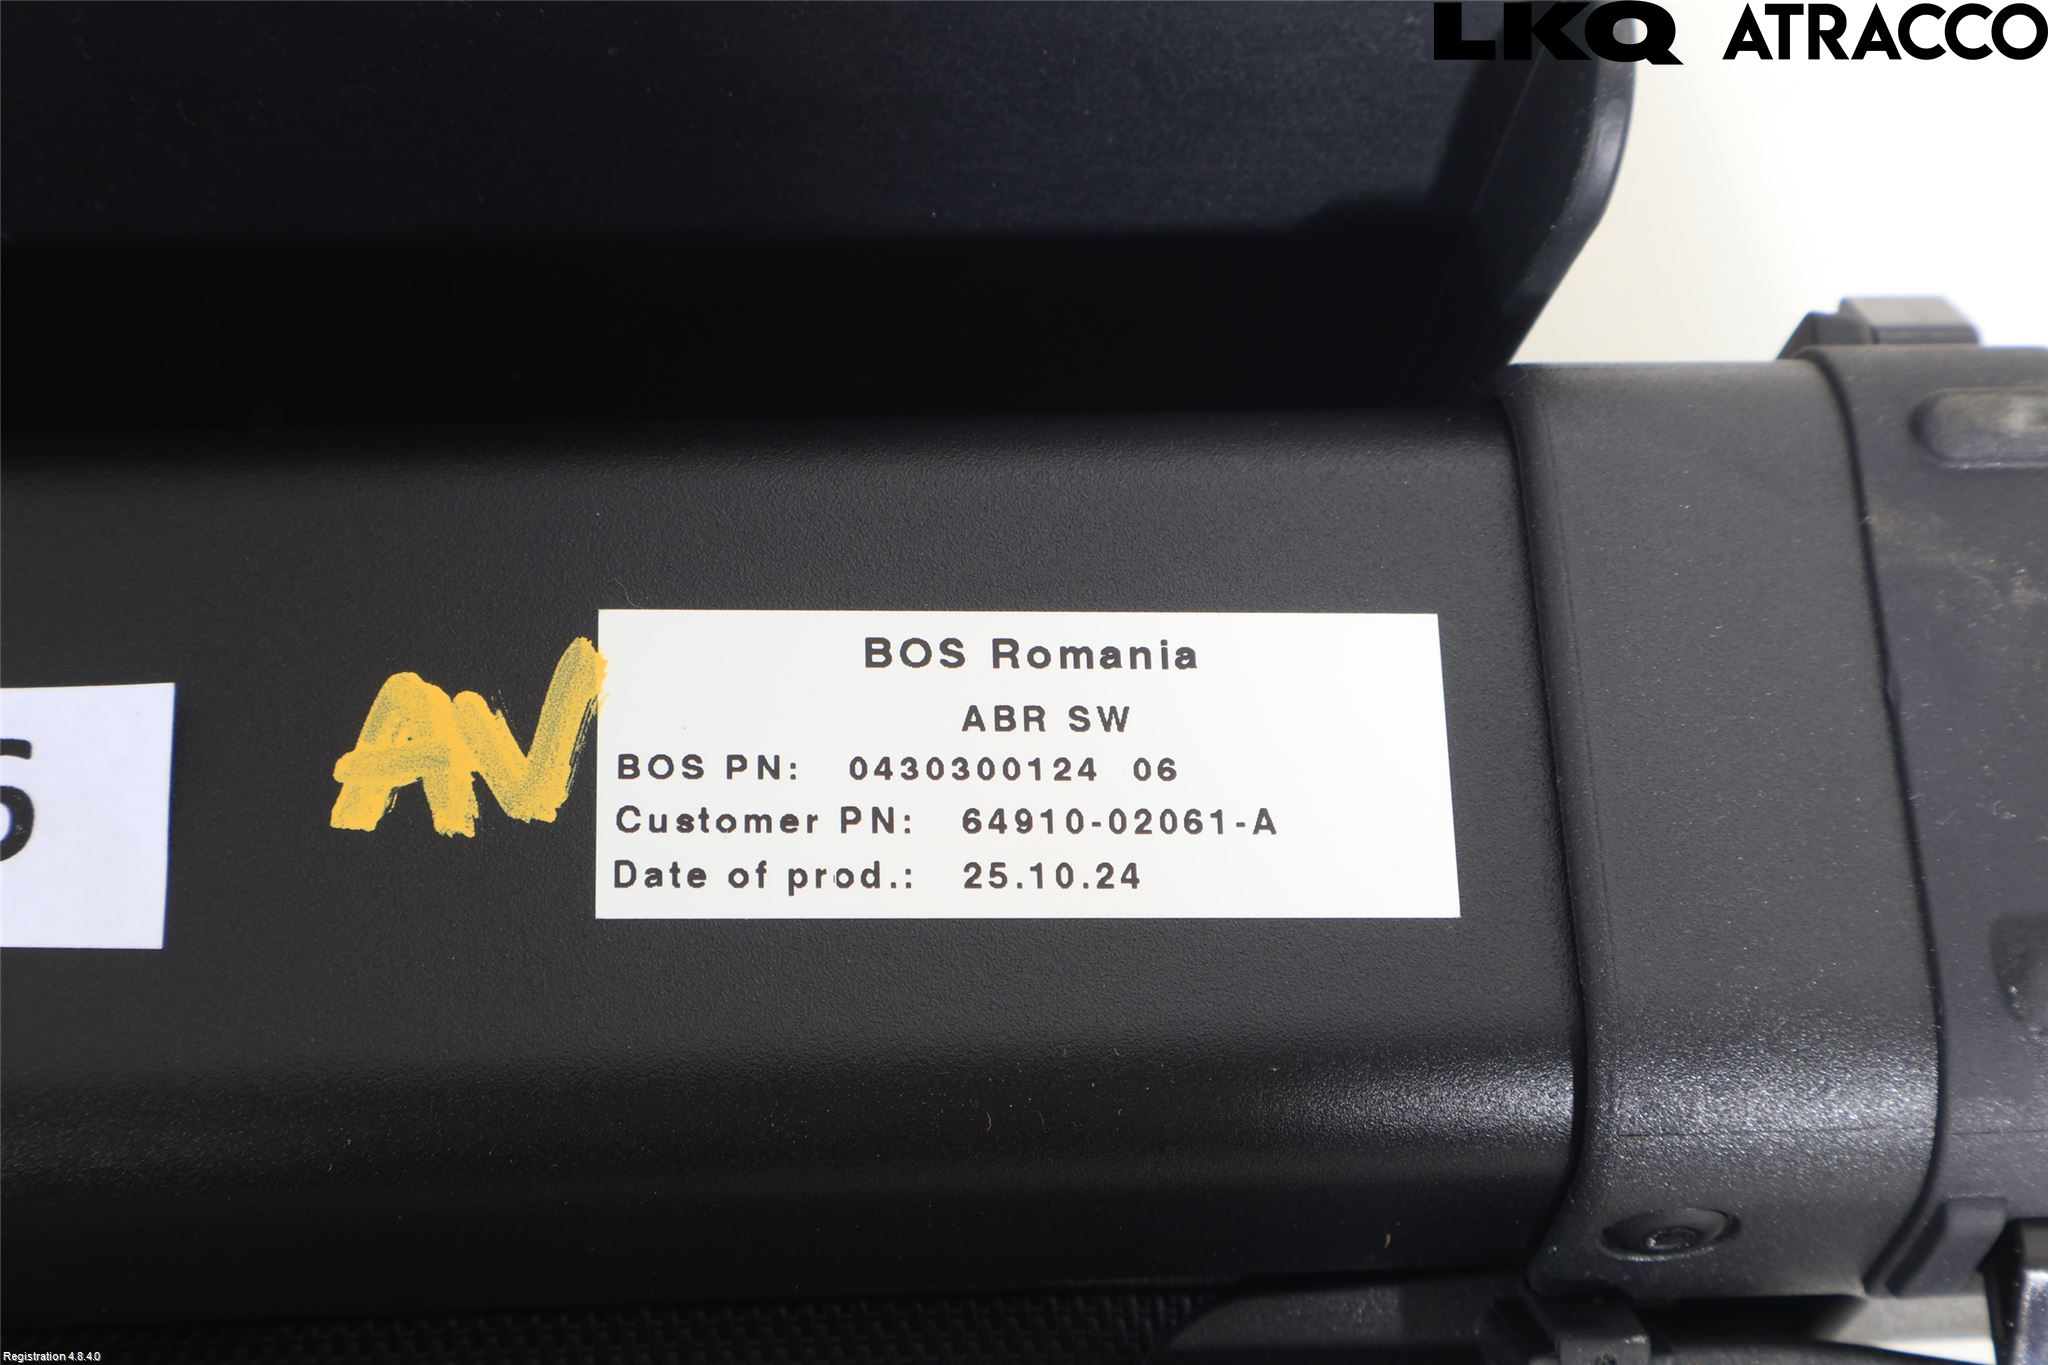 LKQ ATRACCO
BOS Romania
ABR SW
BOS PN: 0430300124 06
Customer PN: 64910-02061-A
Date of prod.: 25.10.24
AV
6
Registration 4.8.4.0